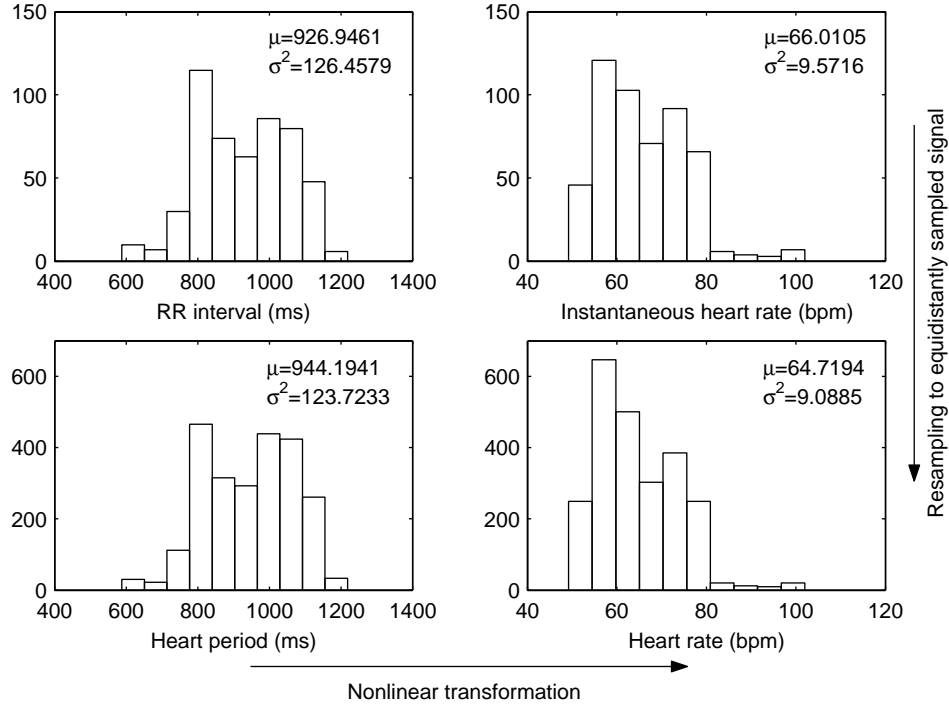 150
100
50
0
μ=926.9461
σ²=126.4579
400 600 800 1000 1200 1400
RR interval (ms)
150
100
50
0
μ=66.0105
σ²=9.5716
40 60 80 100 120
Instantaneous heart rate (bpm)
600
400
200
0
μ=944.1941
σ²=123.7233
400 600 800 1000 1200 1400
Heart period (ms)
600
400
200
0
μ=64.7194
σ²=9.0885
40 60 80 100 120
Heart rate (bpm)
Resampling to equidistantly sampled signal
Nonlinear transformation